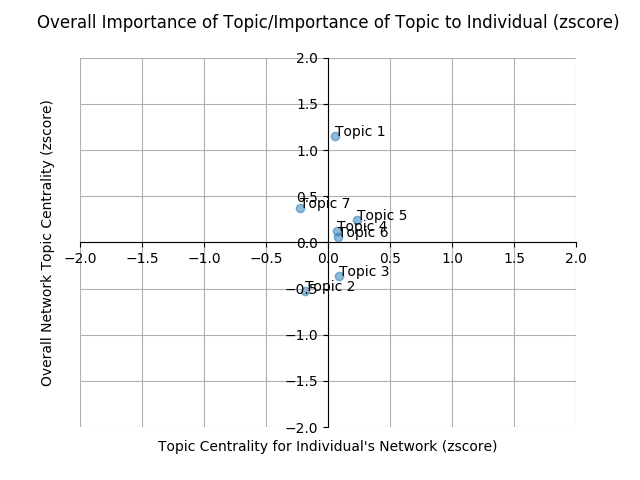 Overall Importance of Topic/Importance of Topic to Individual (zscore)
2.0
1.5
Topic 1
1.0
0.5
Topic 7
Topic 5
Topic 4
Topic 6
0.0
−2.0 −1.5 −1.0 −0.5 0.0 0.5 1.0 1.5 2.0
Topic 3
−0.5
Topic 2
−1.0
−1.5
−2.0
Overall Network Topic Centrality (zscore)
Topic Centrality for Individual's Network (zscore)